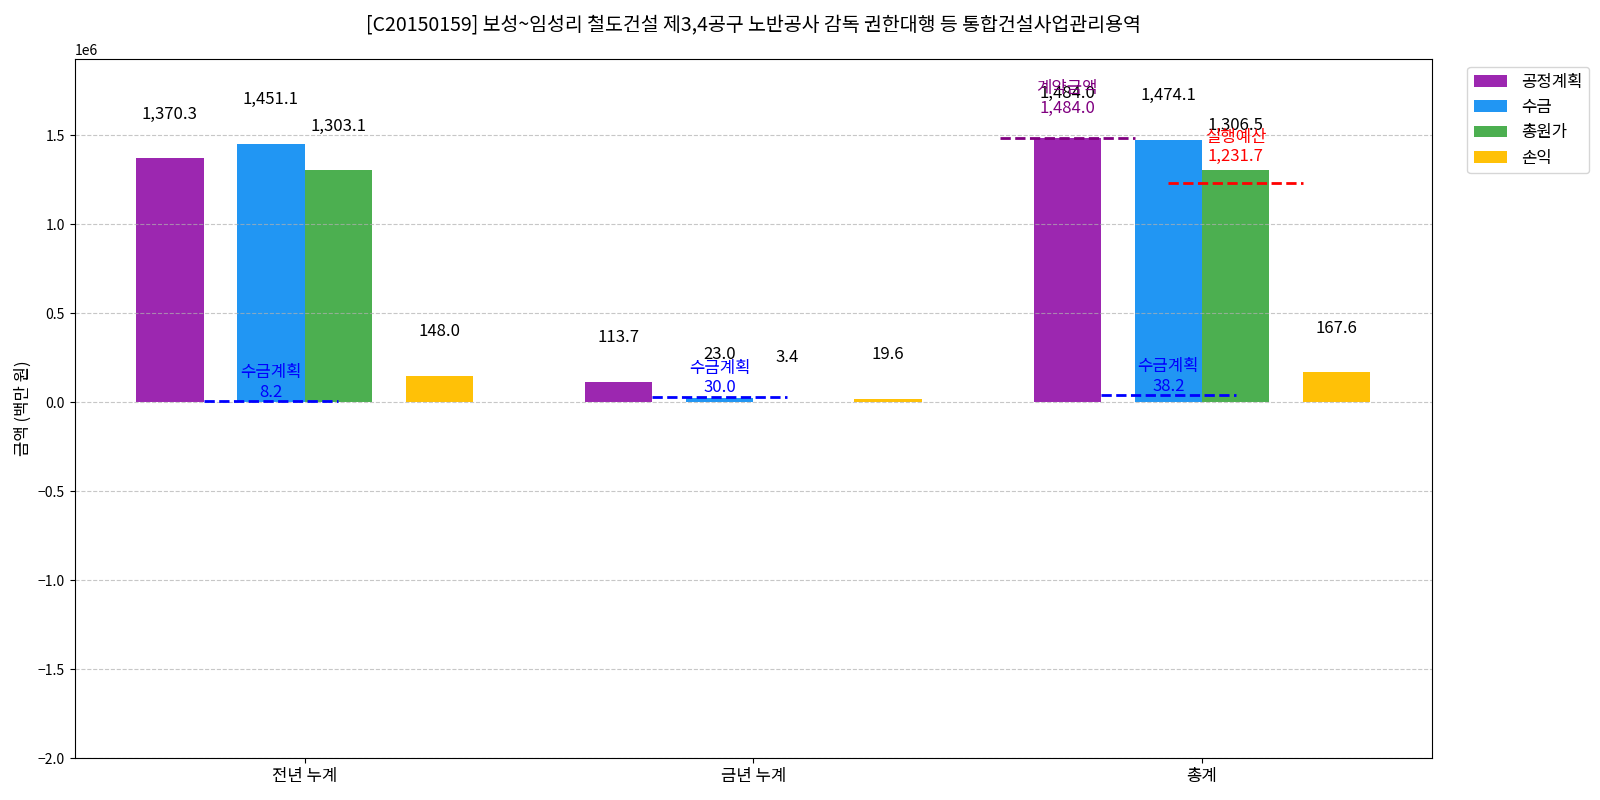 [C20150159] 보성~임성리 철도건설 제3,4공구 노반공사 감독 권한대행 등 통합건설사업관리용역
1e6
금액 (백만 원)
1.5
1.0
0.5
0.0
−0.5
−1.0
−1.5
−2.0
1,370.3
1,451.1
1,303.1
148.0
수금계획
8.2
113.7
23.0
3.4
19.6
수금계획
30.0
계약금액
1,484.0
1,484.0
1,474.1
1,306.5
실행예산
1,231.7
167.6
수금계획
38.2
전년 누계
금년 누계
총계
공정계획
수금
총원가
손익